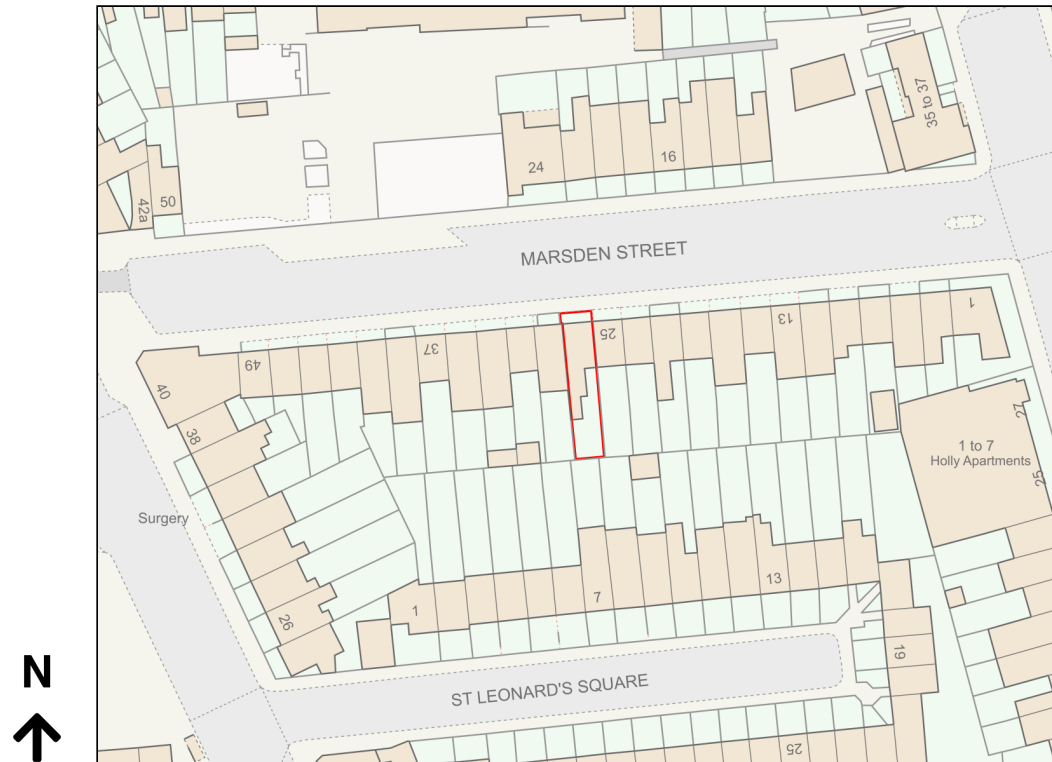 35 to 37
24
16
42a
50
MARSDEN STREET
1
13
25
37
49
40
38
27
1 to 7
Holly Apartments
25
Surgery
13
7
1
26
19
ST LEONARD'S SQUARE
25
N